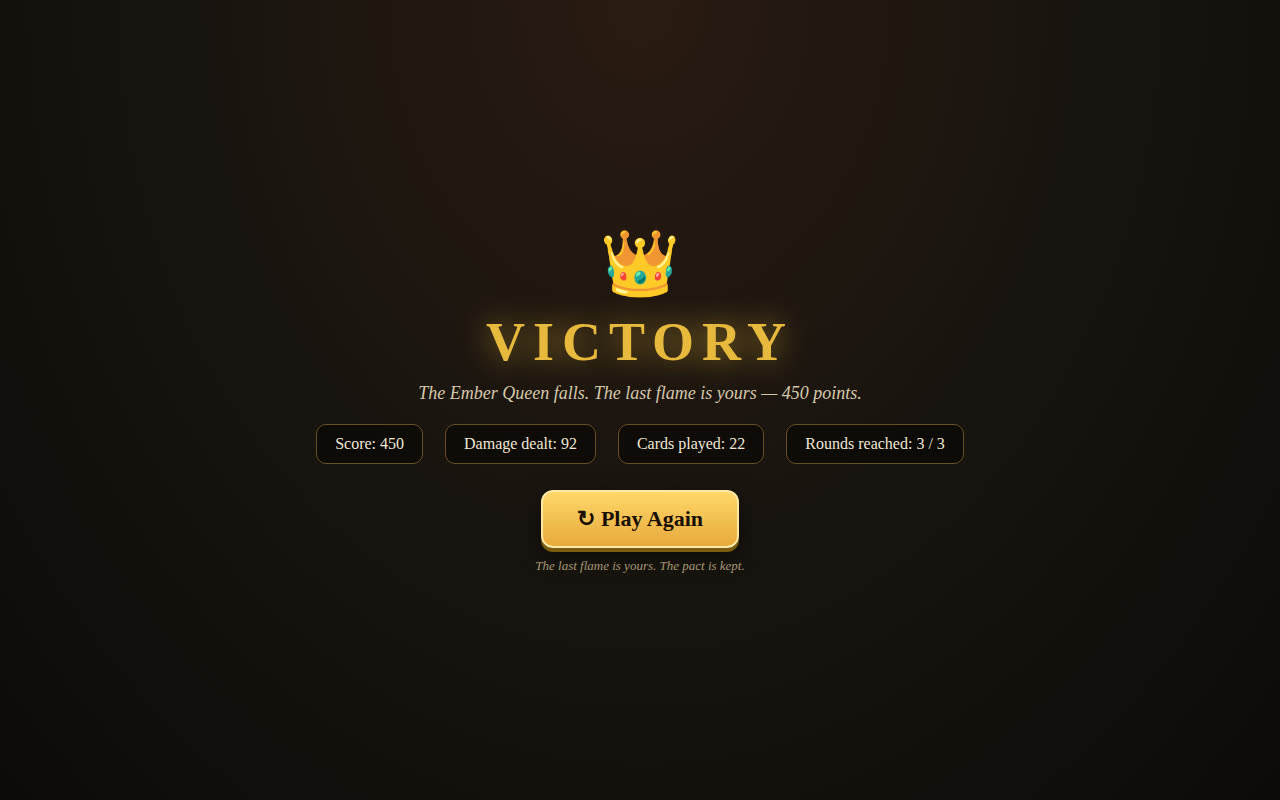 VICTORY
The Ember Queen falls. The last flame is yours — 450 points.
Score: 450
Damage dealt: 92
Cards played: 22
Rounds reached: 3 / 3
↻ Play Again
The last flame is yours. The pact is kept.